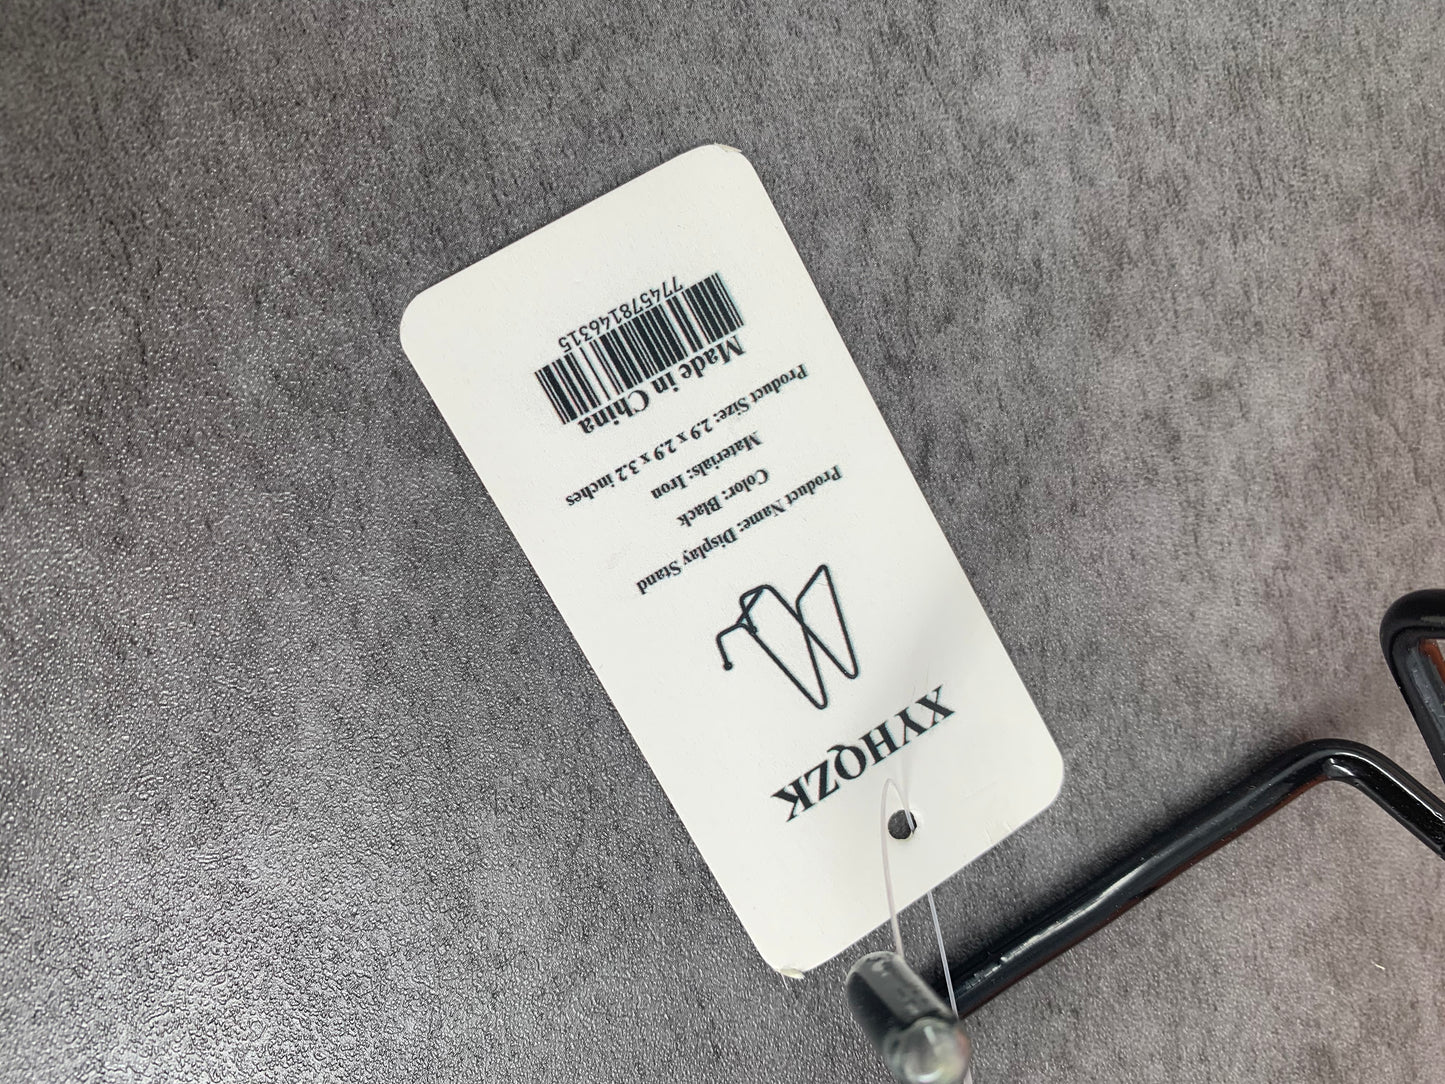 XYHQZK
Product Name: Display Stand
Color: Black
Materials: Iron
Product Size: 2.9 x 2.9 x 3.2 inches
Made in China
774578146315